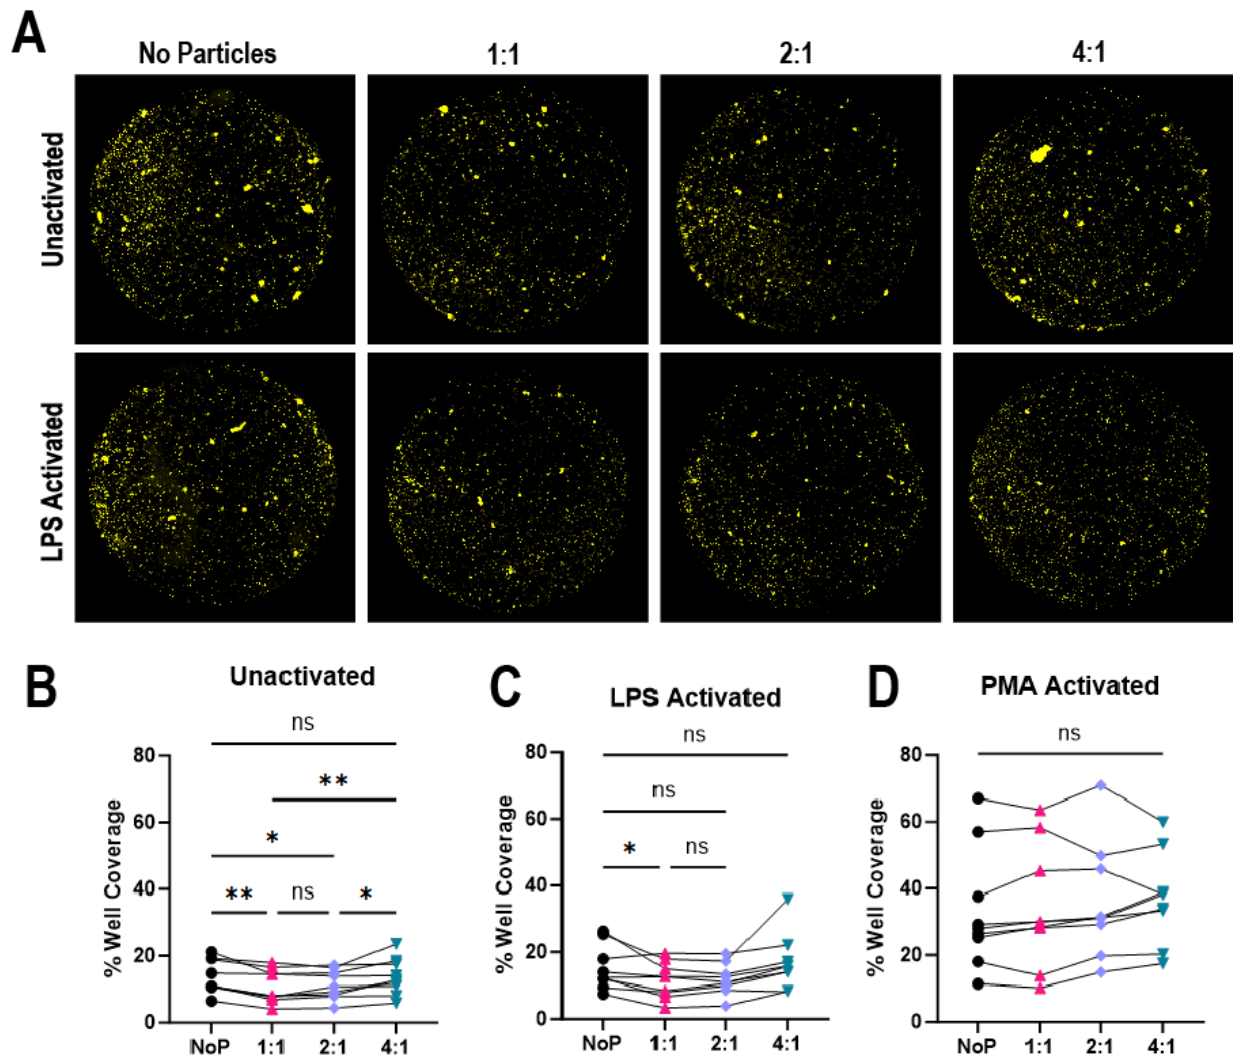 A
No Particles 1:1 2:1 4:1
Unactivated
LPS Activated
B
Unactivated
ns
**
*
** ns *
% Well Coverage
80
60
40
20
0
NoP 1:1 2:1 4:1
C
LPS Activated
ns
ns
* ns
% Well Coverage
80
60
40
20
0
NoP 1:1 2:1 4:1
D
PMA Activated
ns
% Well Coverage
80
60
40
20
0
NoP 1:1 2:1 4:1